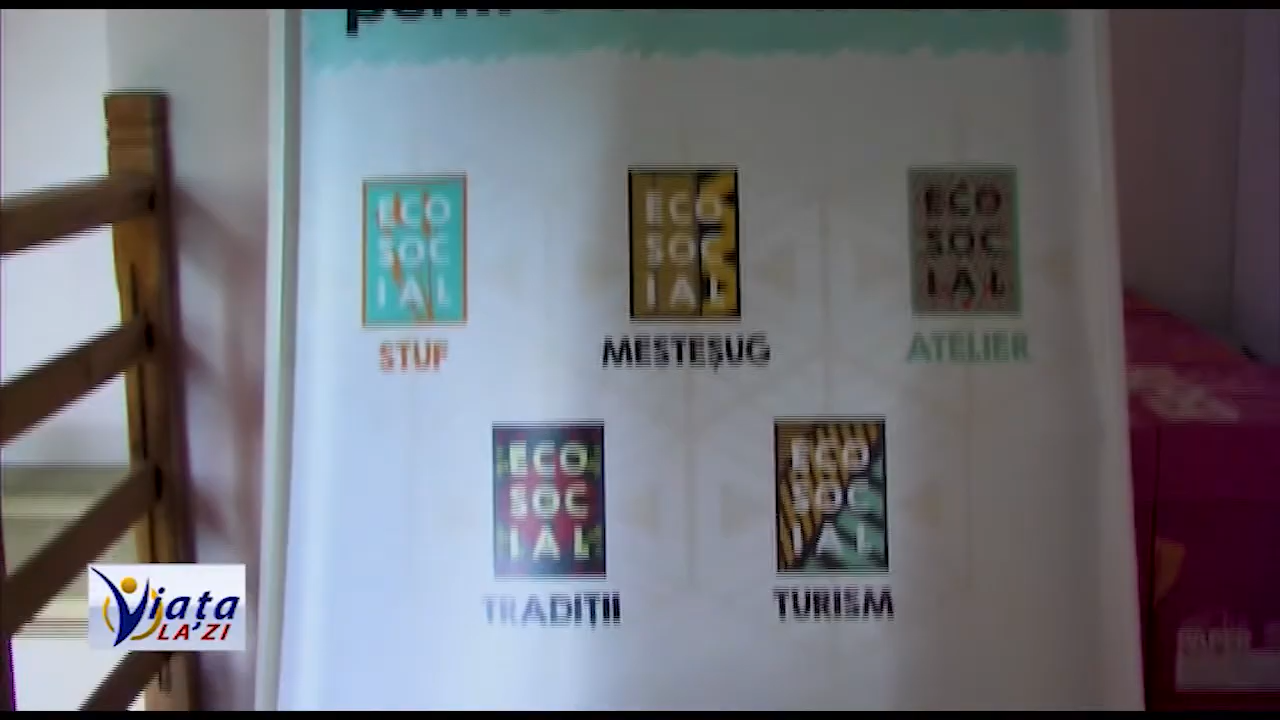 ECO
SOC
IAL
STUF
ECO
SOC
IAL
MEȘTEȘUG
ECO
SOC
IAL
ATELIER
ECO
SOC
IAL
TRADIȚII
ECO
SOC
IAL
TURISM
Viața
LA ZI